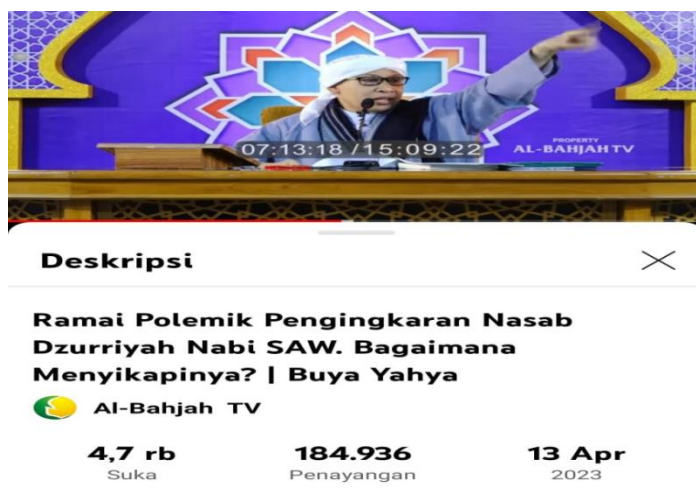 07:13:18 /15:09:22
PROPERTY
AL-BAHJAH TV
Deskripsi
Ramai Polemik Pengingkaran Nasab
Dzurriyah Nabi SAW. Bagaimana
Menyikapinya? | Buya Yahya
Al-Bahjah TV
4,7 rb 184.936 13 Apr
Suka Penayangan 2023